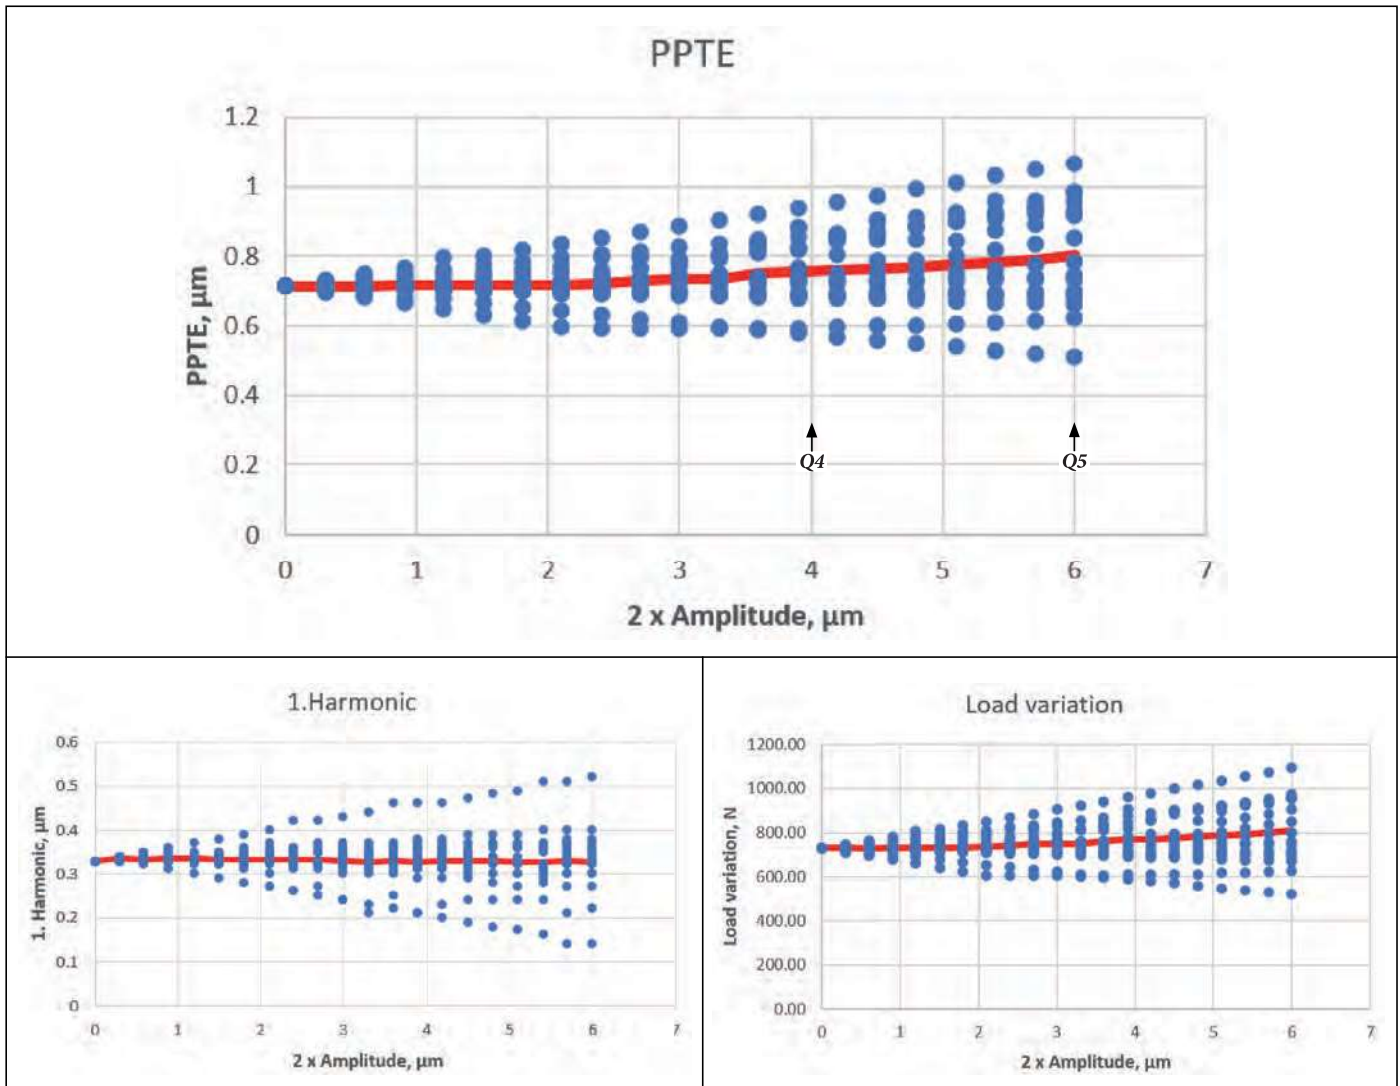 PPTE
1.2
1
0.8
0.6
0.4
0.2
0
PPTE, µm
Q4
Q5
0 1 2 3 4 5 6 7
2 x Amplitude, µm
1.Harmonic
0.6
0.5
0.4
0.3
0.2
0.1
0
1. Harmonic, µm
0 1 2 3 4 5 6 7
2 x Amplitude, µm
Load variation
1200.00
1000.00
800.00
600.00
400.00
200.00
0.00
Load variation, N
0 1 2 3 4 5 6 7
2 x Amplitude, µm